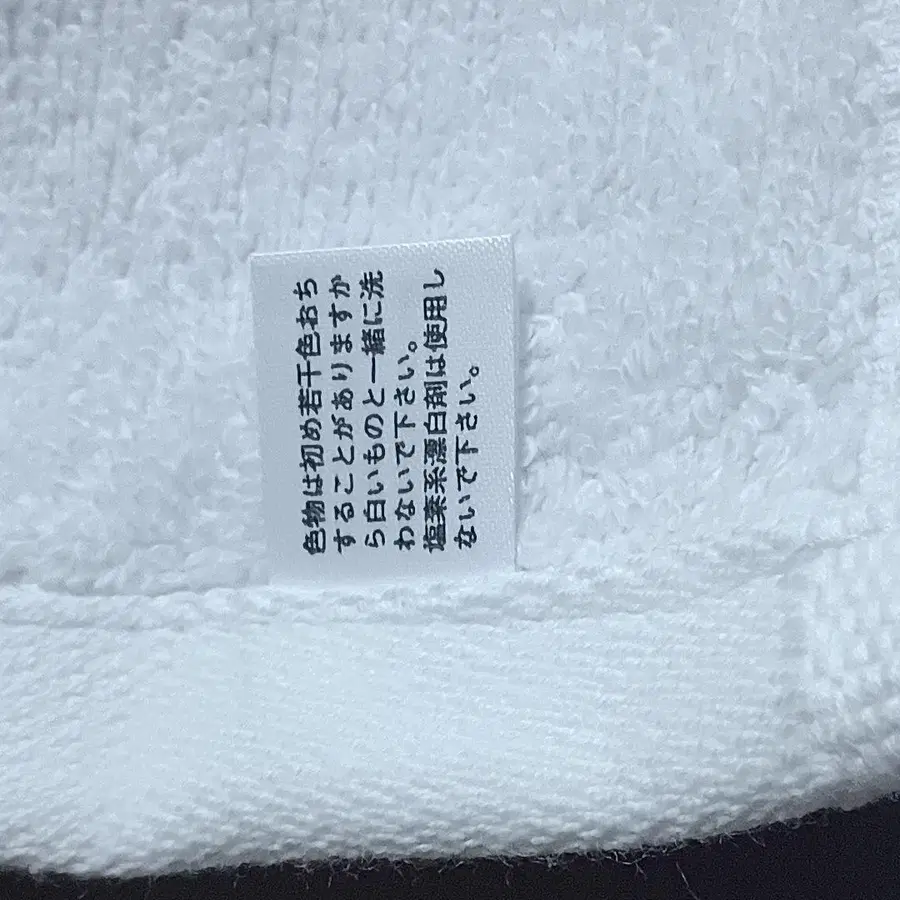 色物は初め若干色おち
することがありますか
ら白いものと一緒に洗
わないで下さい。
塩素系漂白剤は使用し
ないで下さい。